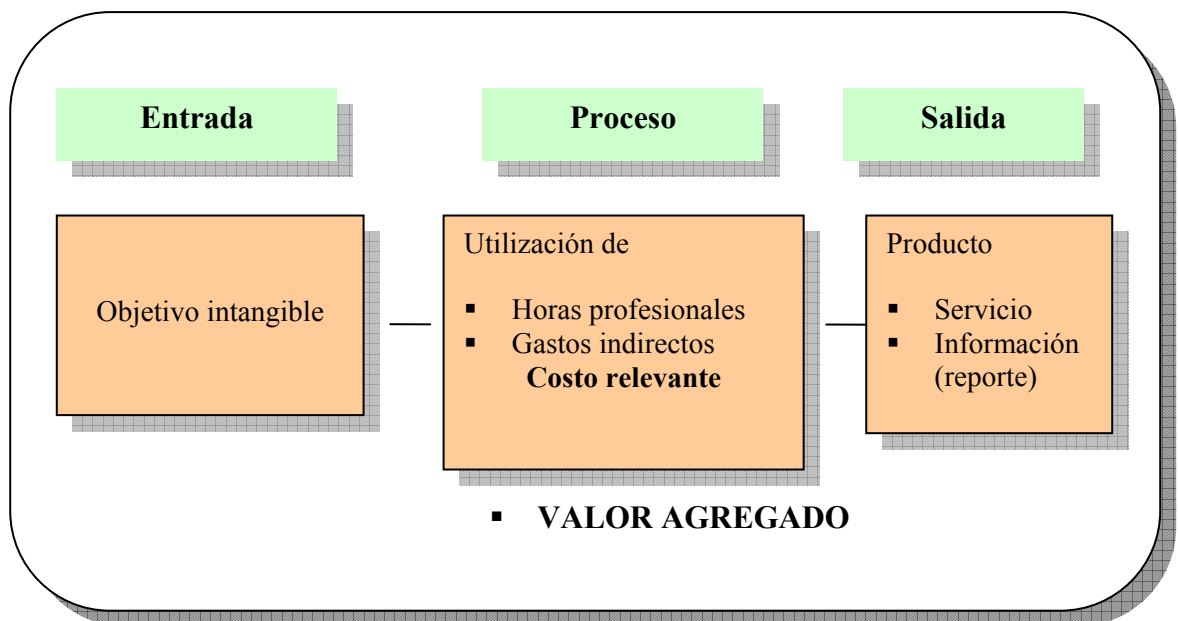 Entrada
Proceso
Salida
Objetivo intangible
Utilización de
▪ Horas profesionales
▪ Gastos indirectos
Costo relevante
Producto
▪ Servicio
▪ Información
(reporte)
▪ VALOR AGREGADO